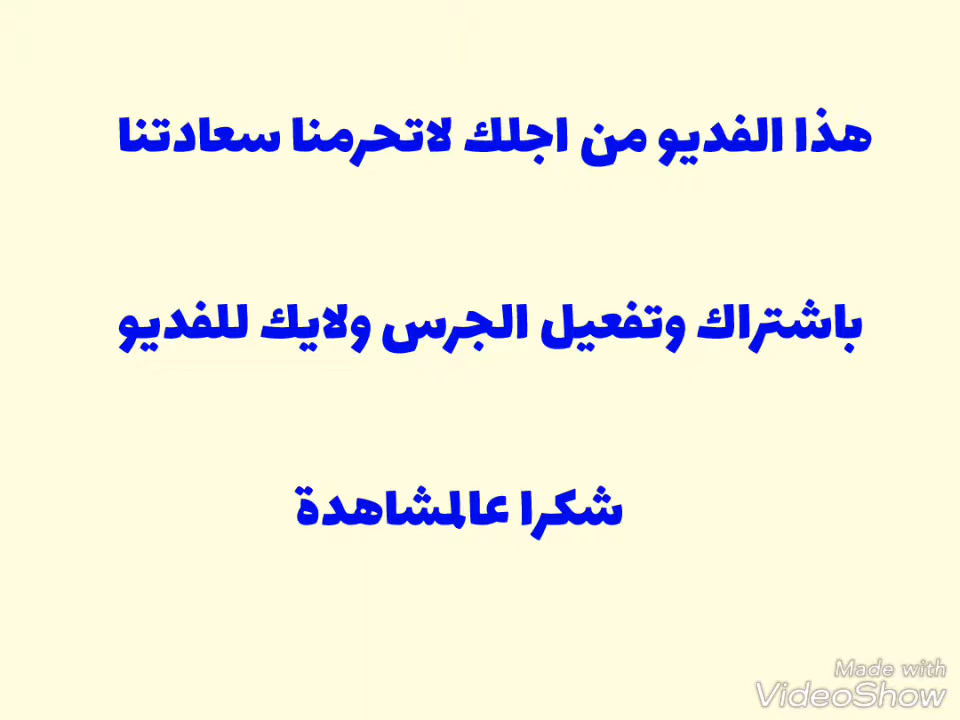 هذا الفديو من اجلك لاتحرمنا سعادتنا
باشتراك وتفعيل الجرس ولايك للفديو
شكرا عالمشاهدة
Made with
VideoShow